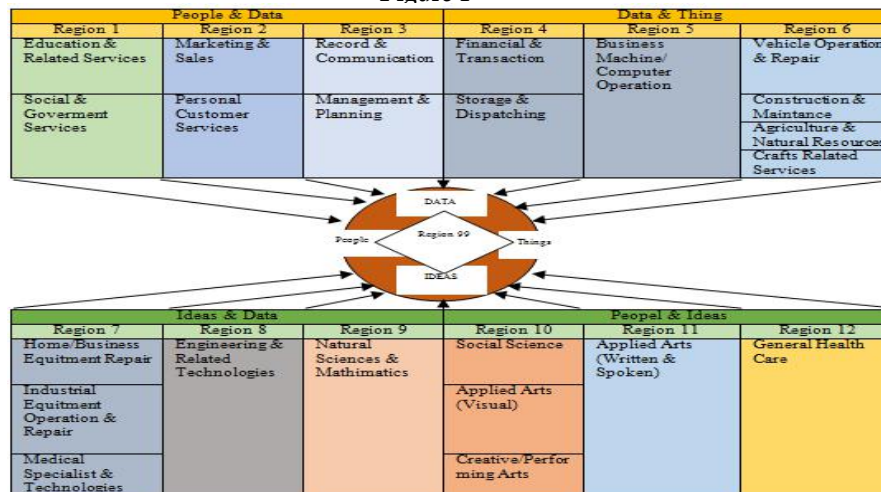 People & Data
Data & Thing
Region 1
Region 2
Region 3
Region 4
Region 5
Region 6
Education &
Related Services
Social &
Goverment
Services
Marketing &
Sales
Personal
Customer
Services
Record &
Communication
Management &
Planning
Financial &
Transaction
Storage &
Dispatching
Business
Machine/
Computer
Operation
Vehicle Operation
& Repair
Construction &
Maintance
Agriculture &
Natural Resources
Crafts Related
Services
DATA
People
Region 99
Things
IDEAS
Ideas & Data
Peopel & Ideas
Region 7
Region 8
Region 9
Region 10
Region 11
Region 12
Home/Business
Equitment Repair
Industrial
Equitment
Operation &
Repair
Medical
Specialist &
Technologies
Engineering &
Related
Technologies
Natural
Sciences &
Mathimatics
Social Science
Applied Arts
(Visual)
Creative/Perfor
ming Arts
Applied Arts
(Written &
Spoken)
General Health
Care